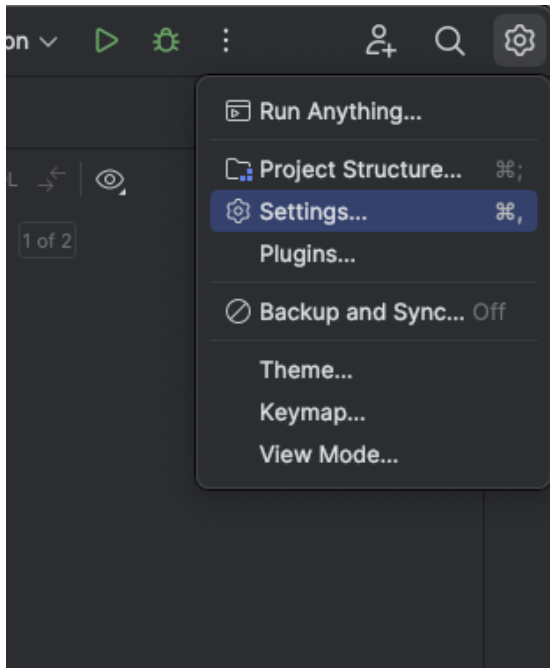 on
Run Anything...
L
Project Structure... ⌘;
Settings... ⌘,
1 of 2
Plugins...
Backup and Sync... Off
Theme...
Keymap...
View Mode...